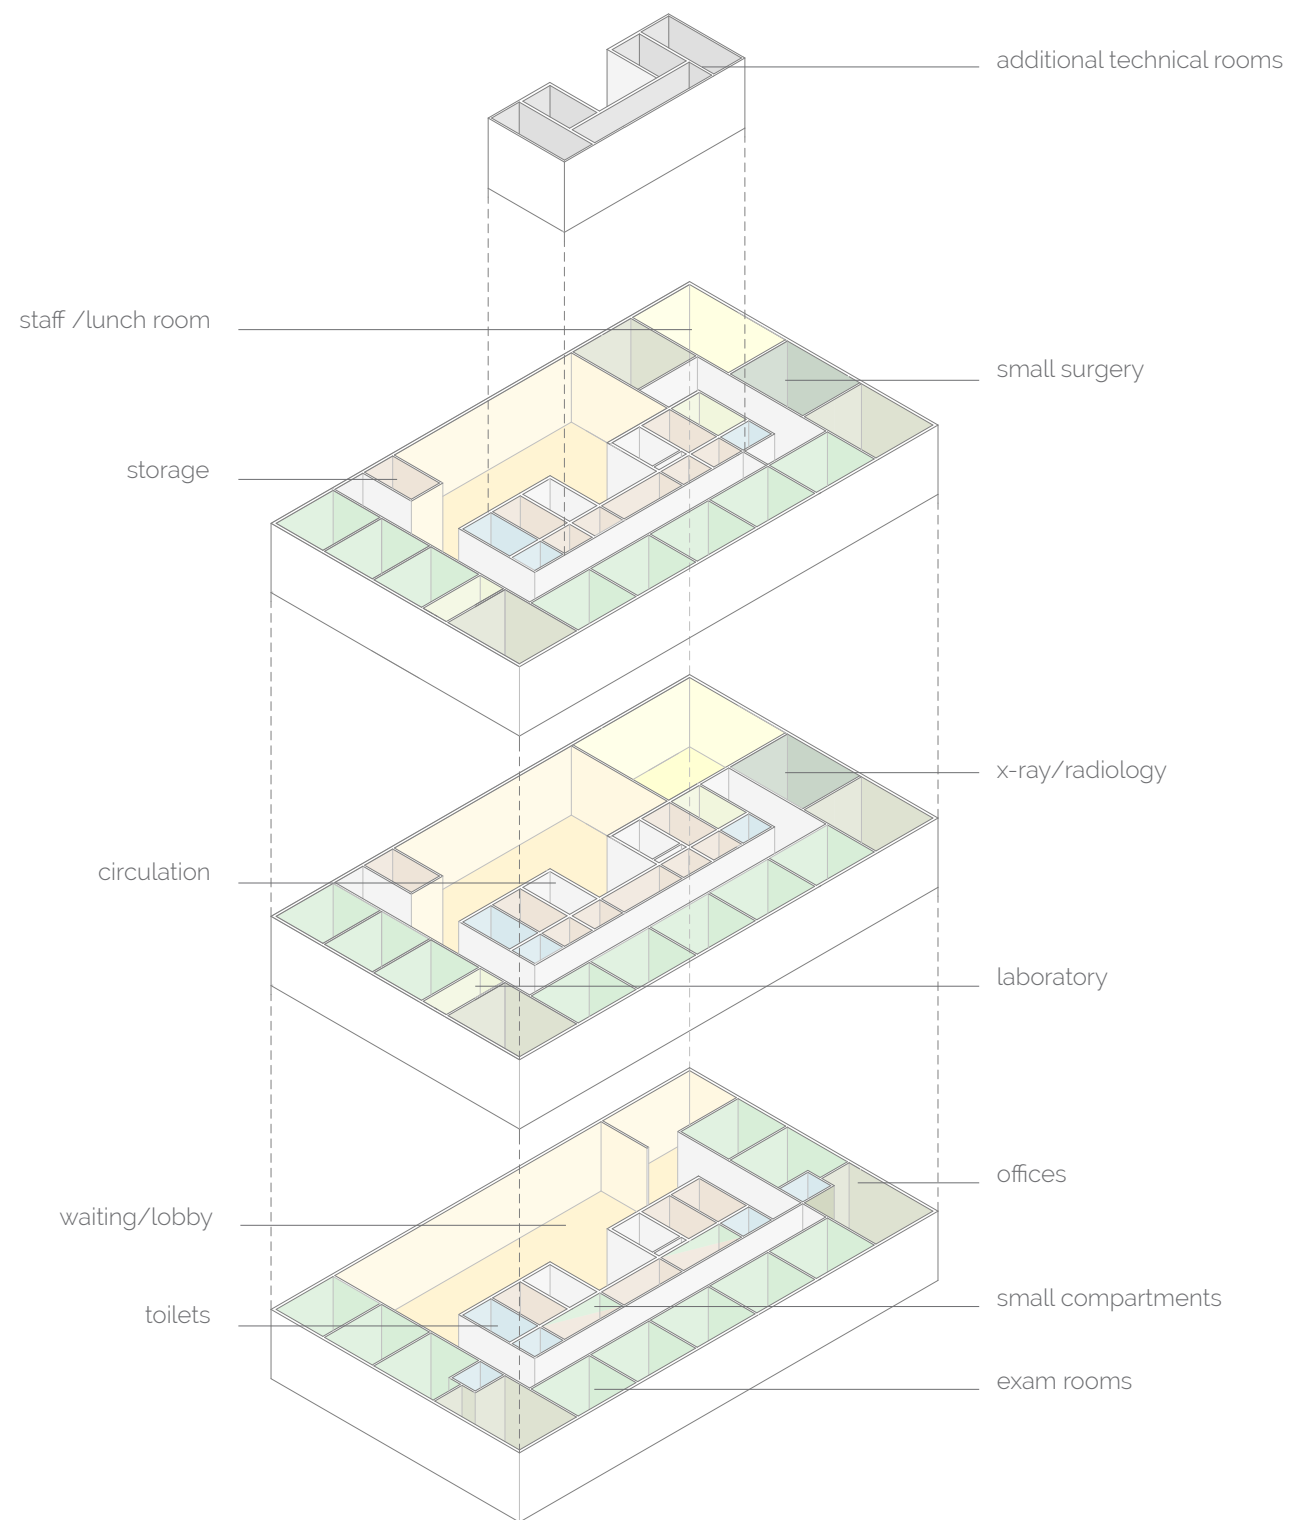 additional technical rooms
staff /lunch room
small surgery
storage
x-ray/radiology
circulation
laboratory
offices
waiting/lobby
small compartments
toilets
exam rooms